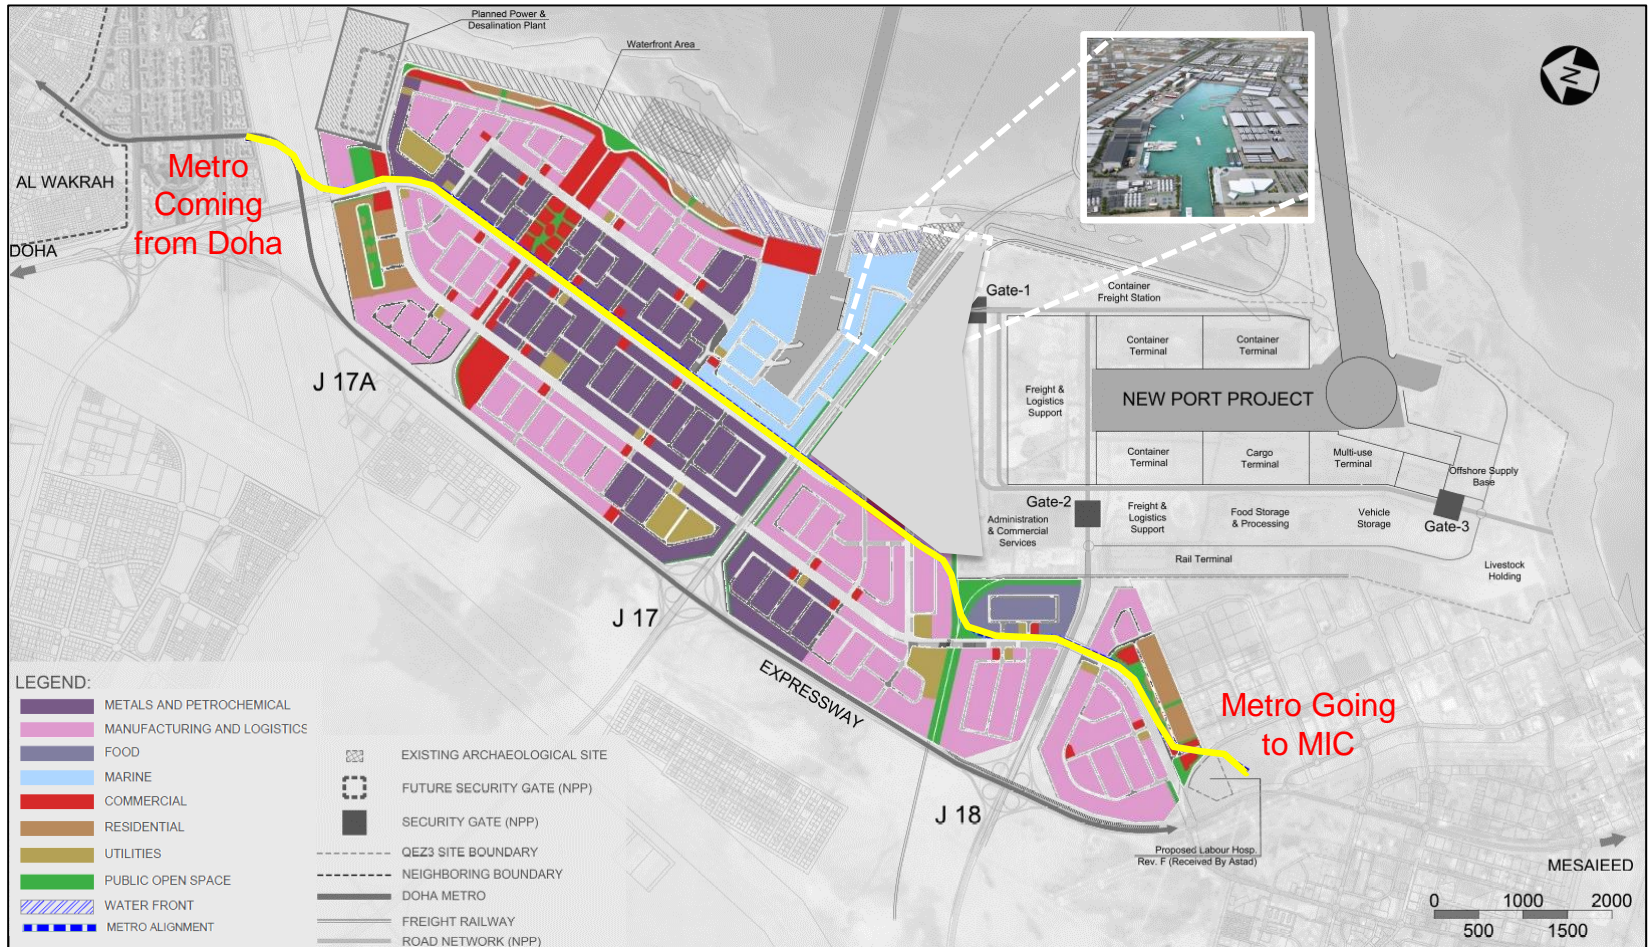 Planned Power &
Desalination Plant
Waterfront Area
N
AL WAKRAH
DOHA
Metro
Coming
from Doha
Gate-1
Container
Freight Station
Container
Terminal
Container
Terminal
Freight &
Logistics
Support
NEW PORT PROJECT
J 17A
Container
Terminal
Cargo
Terminal
Multi-use
Terminal
Offshore Supply
Base
Gate-2
Administration
& Commercial
Services
Freight &
Logistics
Support
Food Storage
& Processing
Vehicle
Storage
Gate-3
Rail Terminal
Livestock
Holding
J 17
EXPRESSWAY
Metro Going
to MIC
J 18
Proposed Labour Hosp.
Rev. F (Received By Astad)
MESAIEED
0 1000 2000
500 1500
LEGEND:
METALS AND PETROCHEMICAL
MANUFACTURING AND LOGISTICS
FOOD
MARINE
COMMERCIAL
RESIDENTIAL
UTILITIES
PUBLIC OPEN SPACE
WATER FRONT
METRO ALIGNMENT
EXISTING ARCHAEOLOGICAL SITE
FUTURE SECURITY GATE (NPP)
SECURITY GATE (NPP)
QEZ3 SITE BOUNDARY
NEIGHBORING BOUNDARY
DOHA METRO
FREIGHT RAILWAY
ROAD NETWORK (NPP)